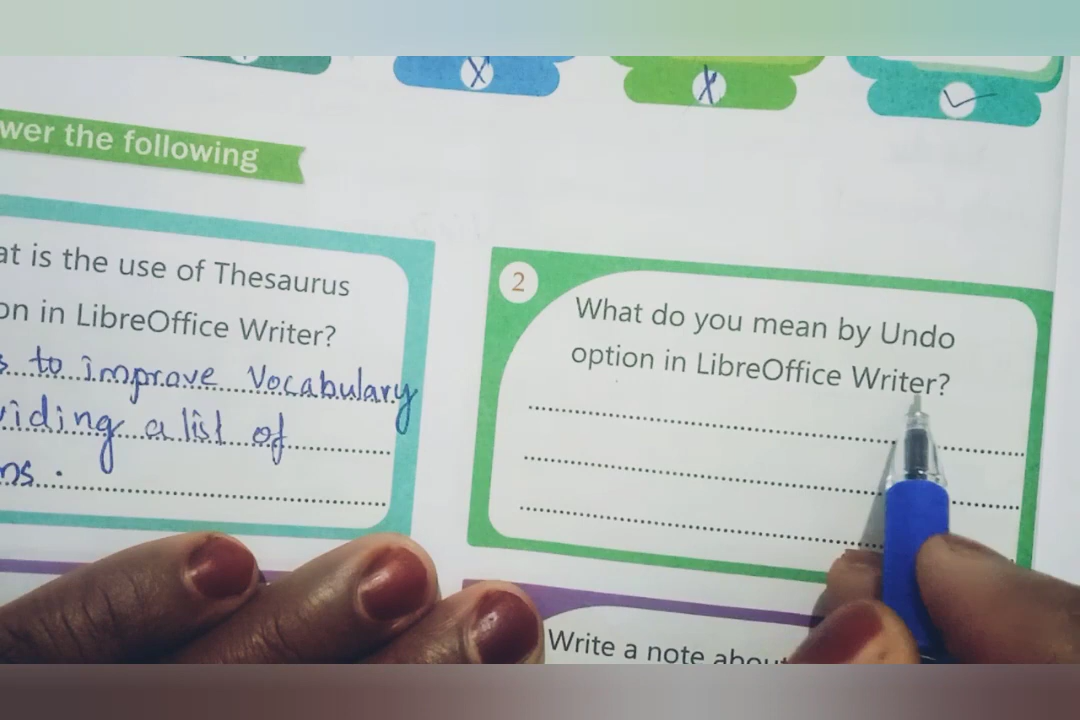 wer the following
at is the use of Thesaurus
on in LibreOffice Writer?
s to improve Vocabulary
viding a list of
ns.
2
What do you mean by Undo
option in LibreOffice Writer?
Write a note about